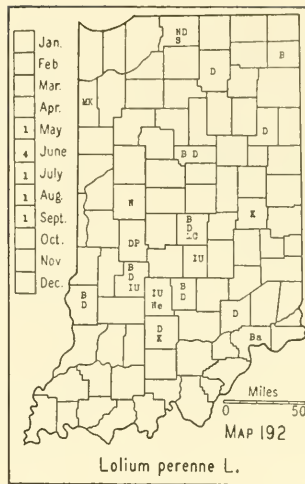 Jan.
Feb
Mar.
Apr.
1 May
4 June
1 July
1 Aug.
1 Sept.
Oct.
Nov
Dec.
ND
S
D
B
MK
D
B D
W
K
B
D
DP
IU
B
D
IU
B
D
IU
He
B
D
D
D
K
Ba
Miles
0 50
MAP 192
Lolium perenne L.